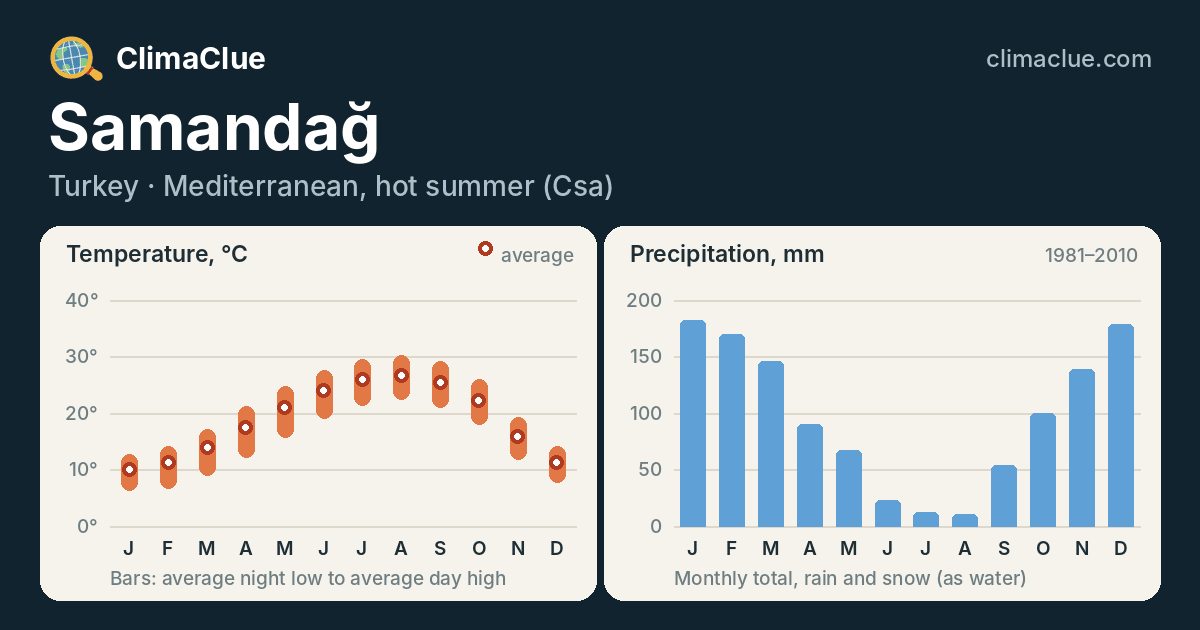 ClimaClue
climaclue.com
Samandağ
Turkey · Mediterranean, hot summer (Csa)
Temperature, °C
average
40°
30°
20°
10°
0°
J F M A M J J A S O N D
Bars: average night low to average day high
Precipitation, mm
1981–2010
200
150
100
50
0
J F M A M J J A S O N D
Monthly total, rain and snow (as water)